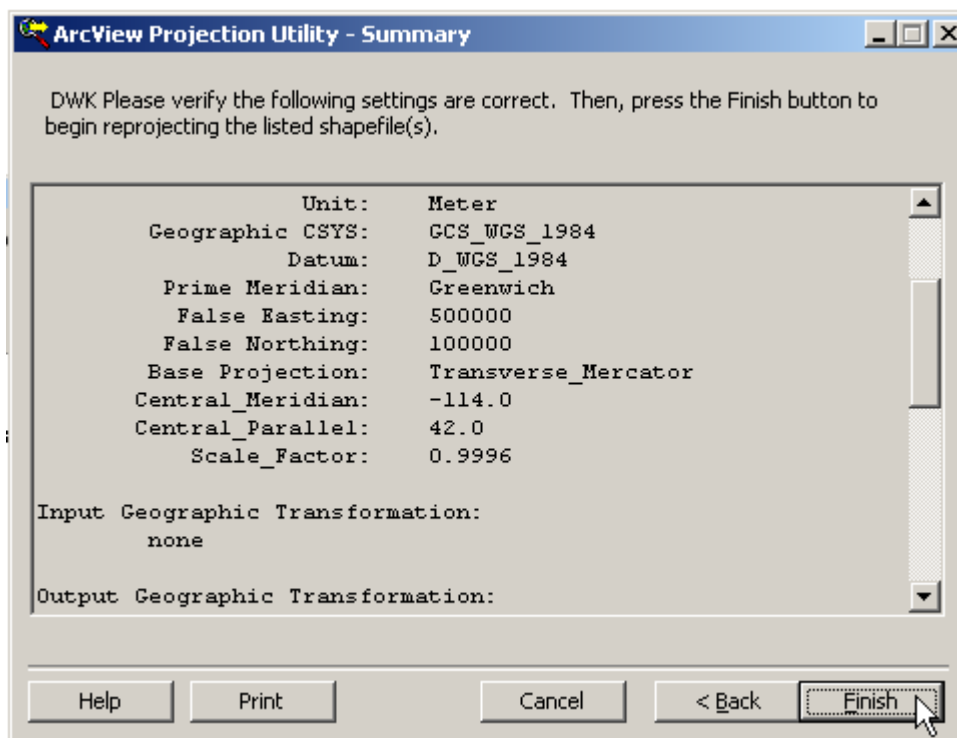 ArcView Projection Utility - Summary
DWK Please verify the following settings are correct. Then, press the Finish button to
begin reprojecting the listed shapefile(s).
Unit: Meter
Geographic CSYS: GCS_WGS_1984
Datum: D_WGS_1984
Prime Meridian: Greenwich
False Easting: 500000
False Northing: 100000
Base Projection: Transverse_Mercator
Central_Meridian: -114.0
Central_Parallel: 42.0
Scale_Factor: 0.9996
Input Geographic Transformation:
none
Output Geographic Transformation:
Help Print Cancel < Back Finish